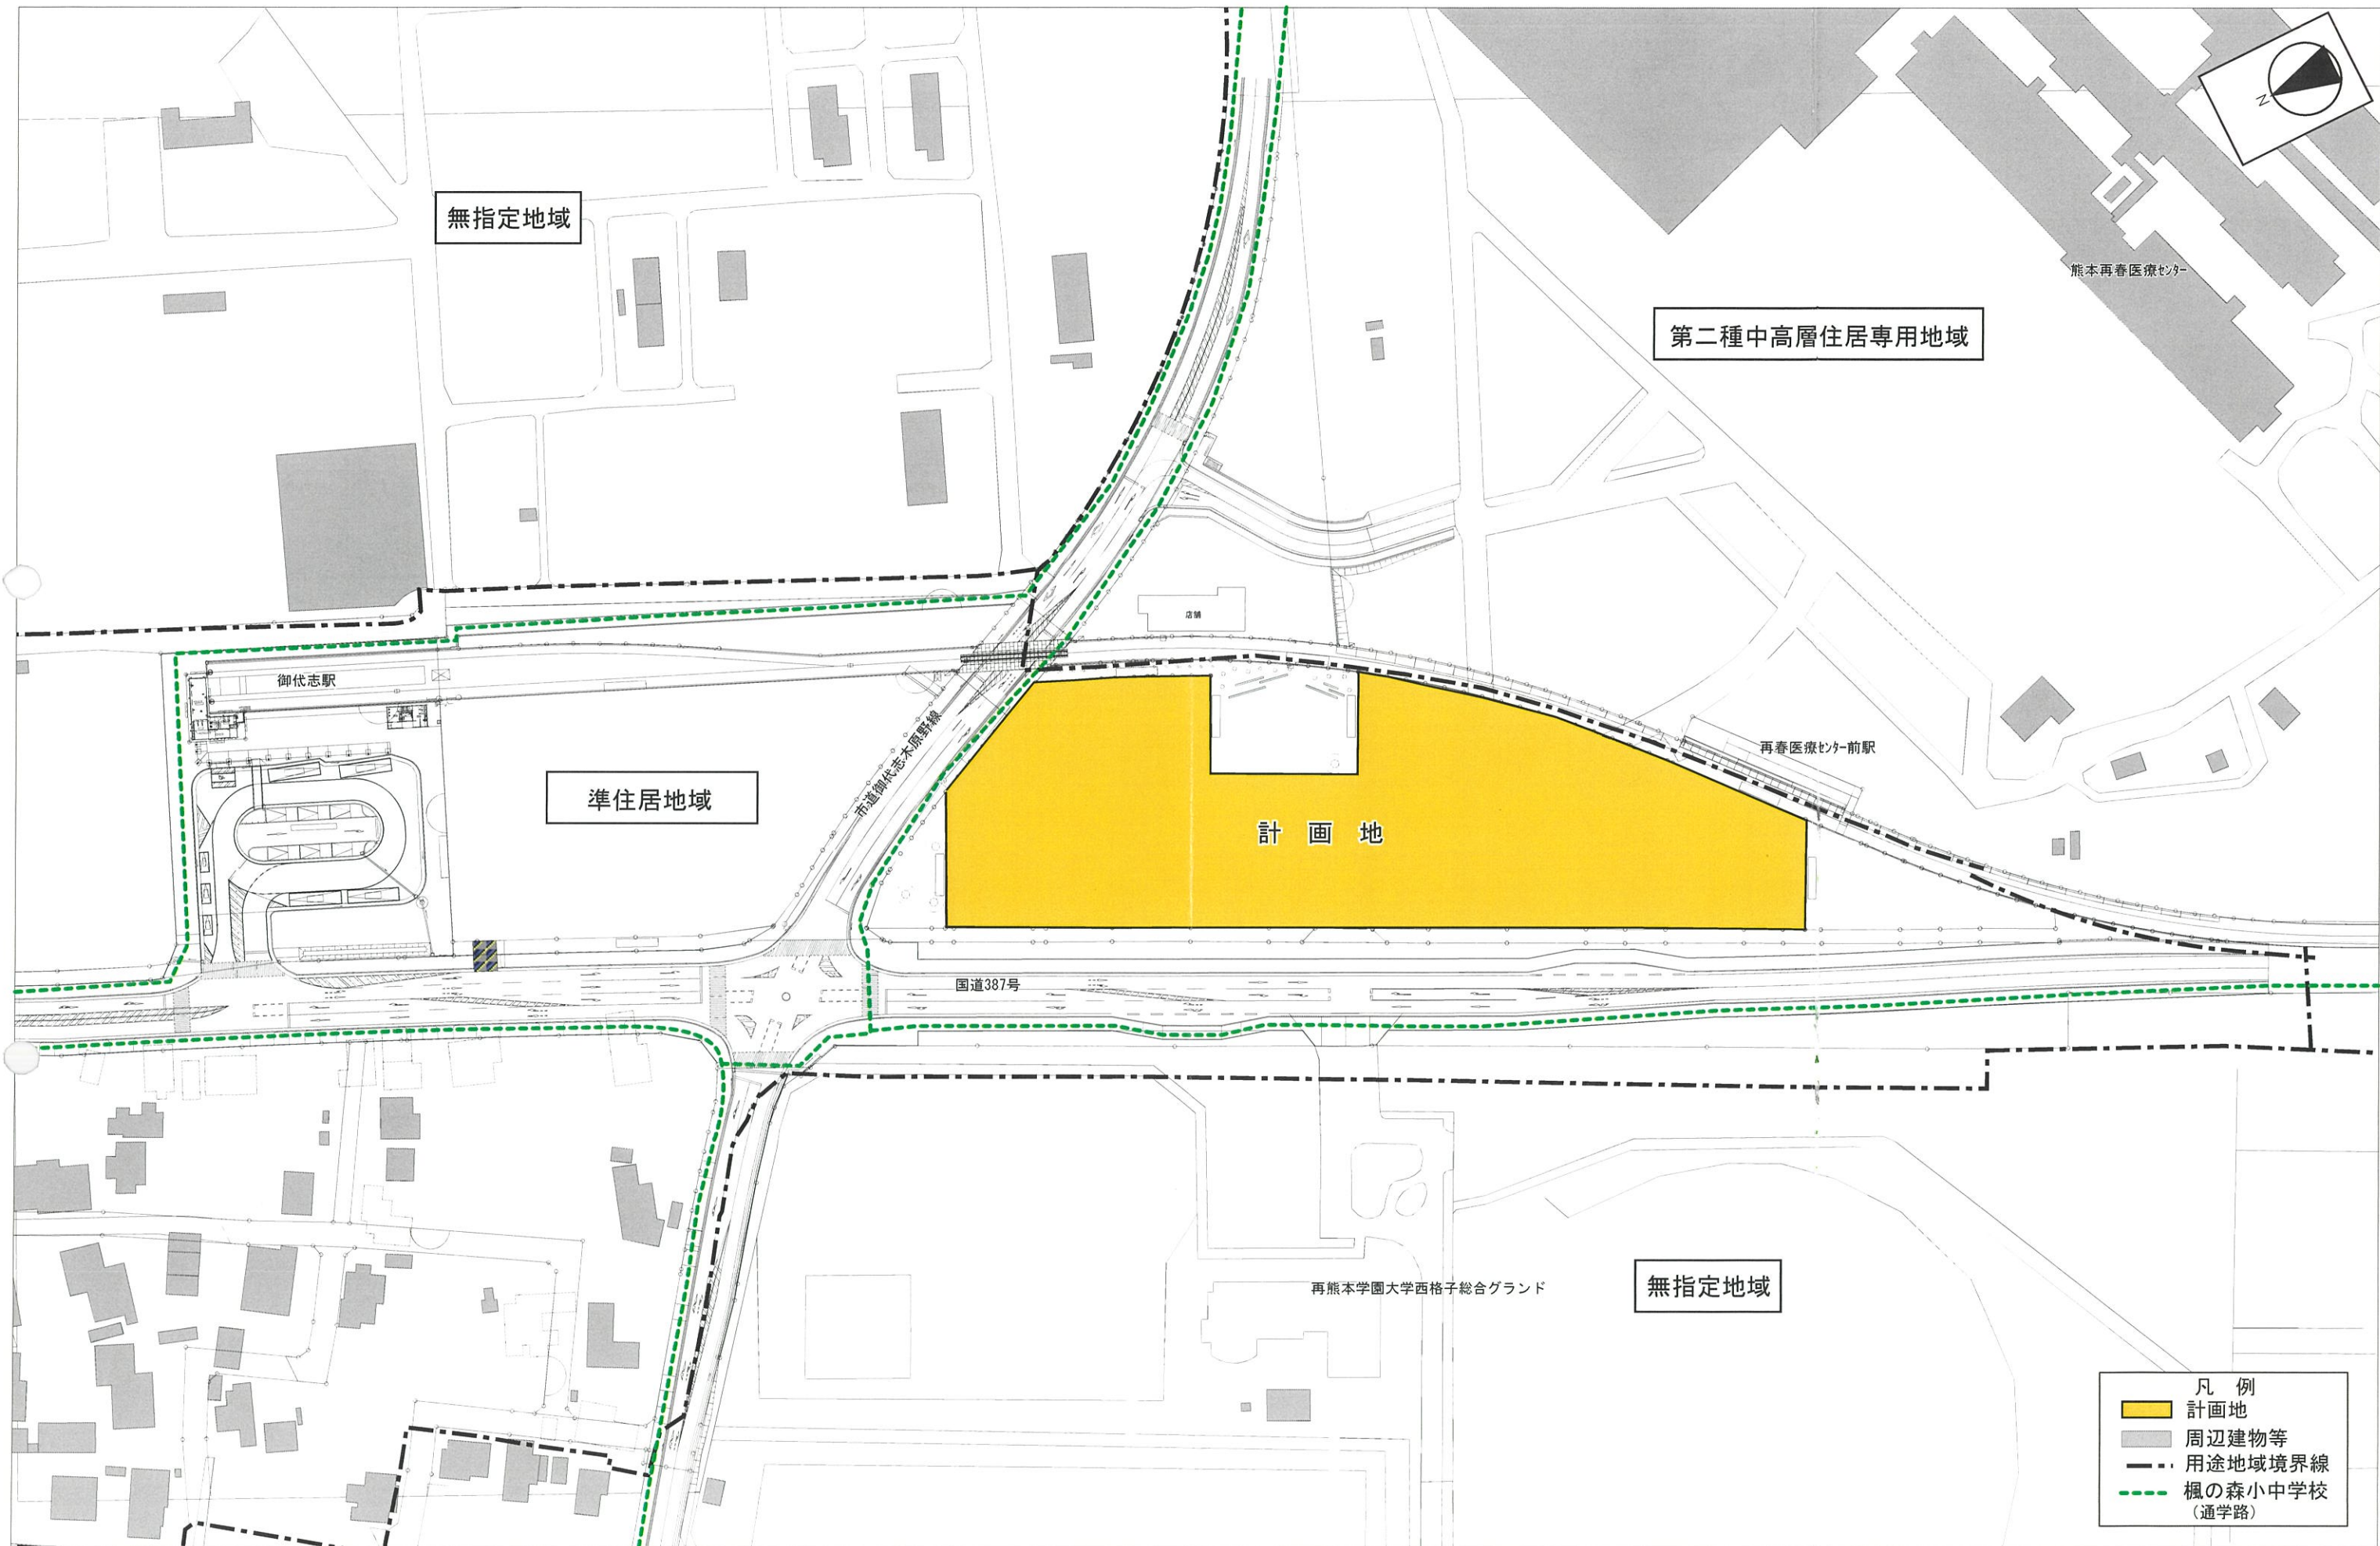 N
無指定地域
熊本再春医療ｾﾝﾀｰ
第二種中高層住居専用地域
店舗
御代志駅
市道御代志木原野線
再春医療ｾﾝﾀｰ前駅
準住居地域
計 画 地
国道387号
再熊本学園大学西格子総合グランド
無指定地域
凡 例
計画地
周辺建物等
用途地域境界線
楓の森小中学校
（通学路）